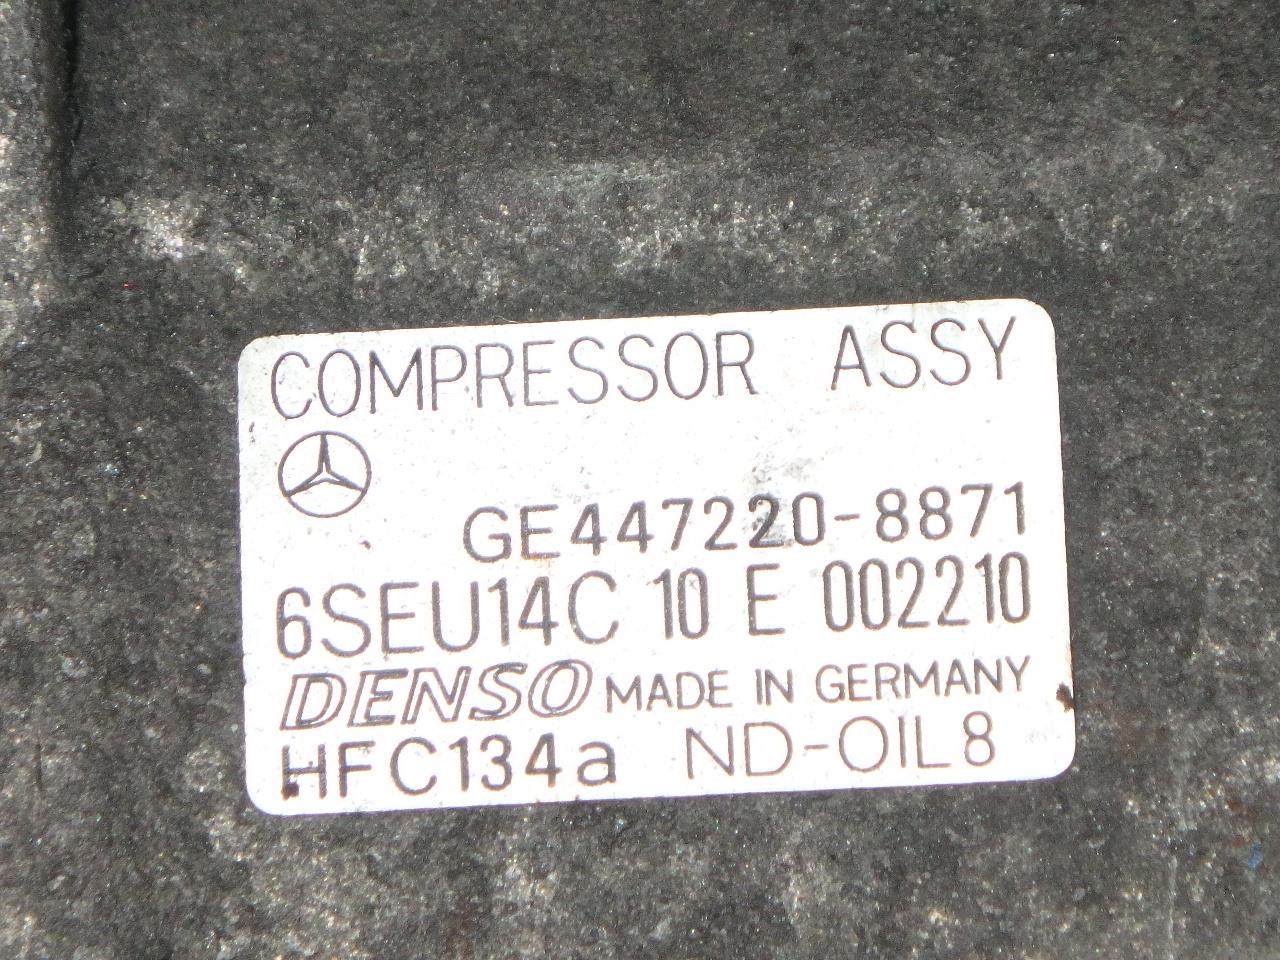 COMPRESSOR ASSY
GE447220-8871
6SEU14C 10 E 002210
DENSO MADE IN GERMANY
HFC134a ND-OIL8